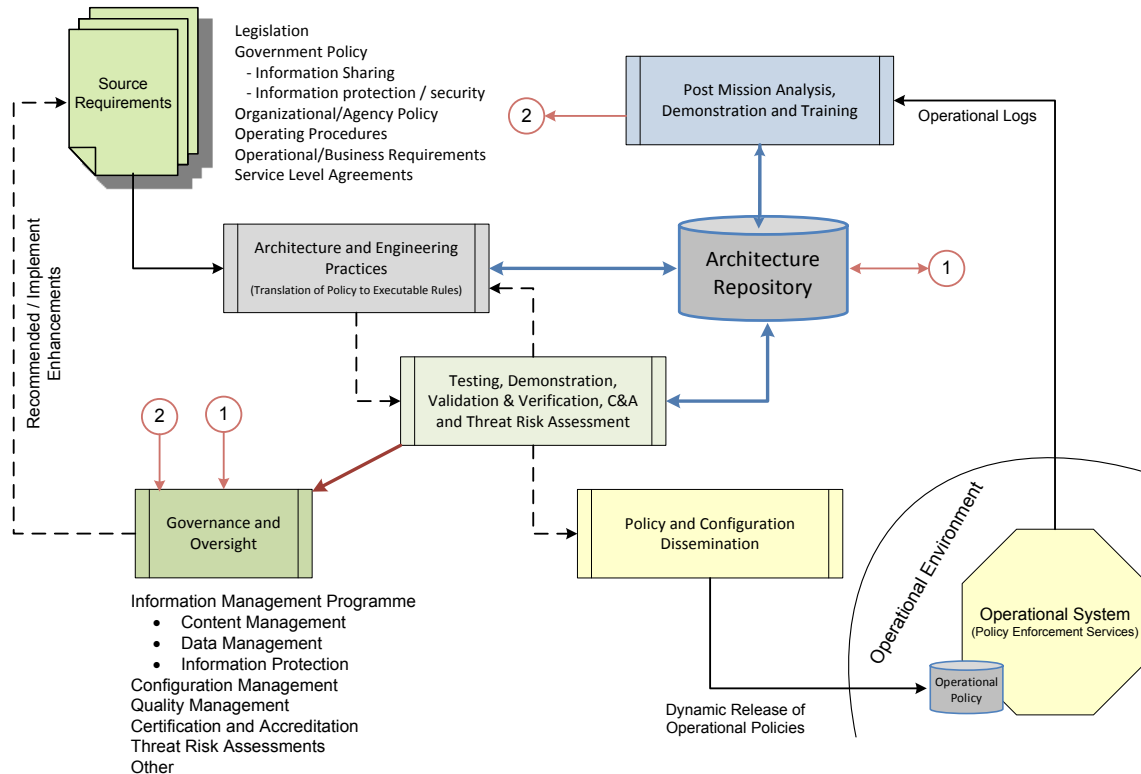 Source
Requirements
Legislation
Government Policy
- Information Sharing
- Information protection / security
Organizational/Agency Policy
Operating Procedures
Operational/Business Requirements
Service Level Agreements
Post Mission Analysis,
Demonstration and Training
2
Operational Logs
Recommended / Implement
Enhancements
Architecture and Engineering
Practices
(Translation of Policy to Executable Rules)
Architecture
Repository
1
Testing, Demonstration,
Validation & Verification, C&A
and Threat Risk Assessment
2
1
Governance and
Oversight
Policy and Configuration
Dissemination
Operational Environment
Operational System
(Policy Enforcement Services)
Operational
Policy
Information Management Programme
• Content Management
• Data Management
• Information Protection
Configuration Management
Quality Management
Certification and Accreditation
Threat Risk Assessments
Other
Dynamic Release of
Operational Policies